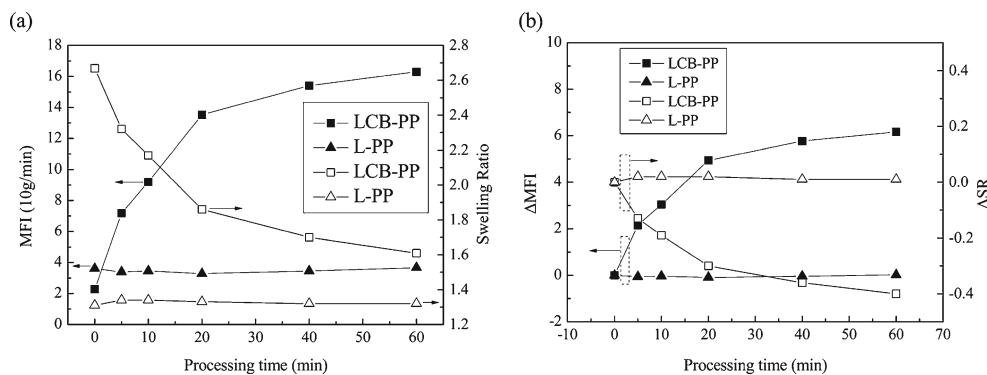 (a)
18
16
14
12
10
8
6
4
2
0
MFI (10g/min)
0 10 20 30 40 50 60
Processing time (min)
2.8
2.6
2.4
2.2
2.0
1.8
1.6
1.4
1.2
Swelling Ratio
LCB-PP
L-PP
LCB-PP
L-PP
(b)
10
8
6
4
2
0
-2
ΔMFI
-10 0 10 20 30 40 50 60 70
Processing time (min)
0.4
0.2
0.0
-0.2
-0.4
ΔSR
LCB-PP
L-PP
LCB-PP
L-PP